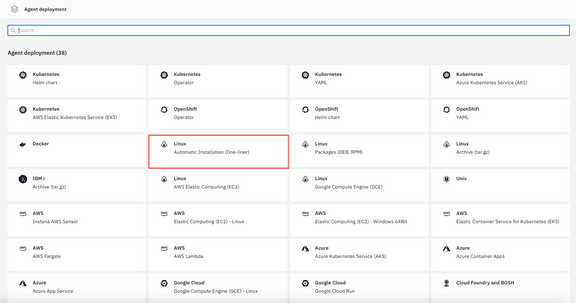 Agent deployment
Search...
Agent deployment (38)
Kubernetes
Helm chart
Kubernetes
Operator
Kubernetes
YAML
Kubernetes
Azure Kubernetes Service (AKS)
Kubernetes
AWS Elastic Kubernetes Service (EKS)
OpenShift
Operator
OpenShift
Helm chart
OpenShift
YAML
Docker
Linux
Automatic Installation (One-liner)
Linux
Packages (DEB, RPM)
Linux
Archive (tar.gz)
IBM i
Archive (tar.gz)
Linux
AWS Elastic Computing (EC2)
Linux
Google Compute Engine (GCE)
Unix
AWS
Instana AWS Sensor
AWS
Elastic Computing (EC2) - Linux
AWS
Elastic Computing (EC2) - Windows 64Bit
AWS
Elastic Container Service for Kubernetes (EKS)
AWS
AWS Fargate
AWS
AWS Lambda
Azure
Azure Kubernetes Service (AKS)
Azure
Azure Container Apps
Azure
Azure App Service
Google Cloud
Google Compute Engine (GCE) - Linux
Google Cloud
Google Cloud Run
Cloud Foundry and BOSH